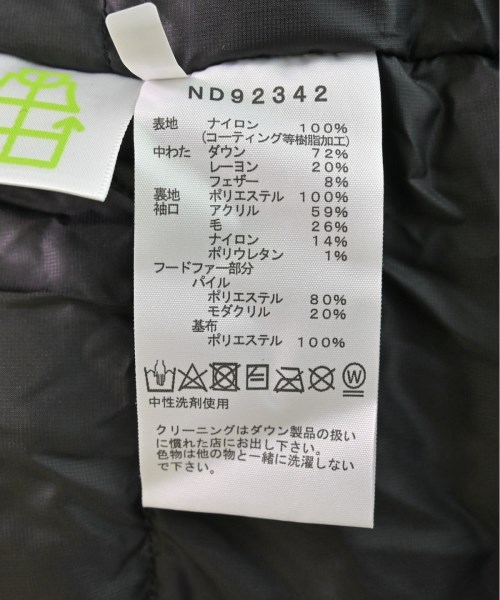 ND92342
表地 ナイロン 100%
(コーティング等樹脂加工)
中わた ダウン 72%
レーヨン 20%
フェザー 8%
裏地 ポリエステル 100%
袖口 アクリル 59%
毛 26%
ナイロン 14%
ポリウレタン 1%
フードファー部分
パイル
ポリエステル 80%
モダクリル 20%
基布
ポリエステル 100%
W
中性洗剤使用
クリーニングはダウン製品の扱い
に慣れた店にお出し下さい。
色物は他の物と一緒に洗濯しない
で下さい。